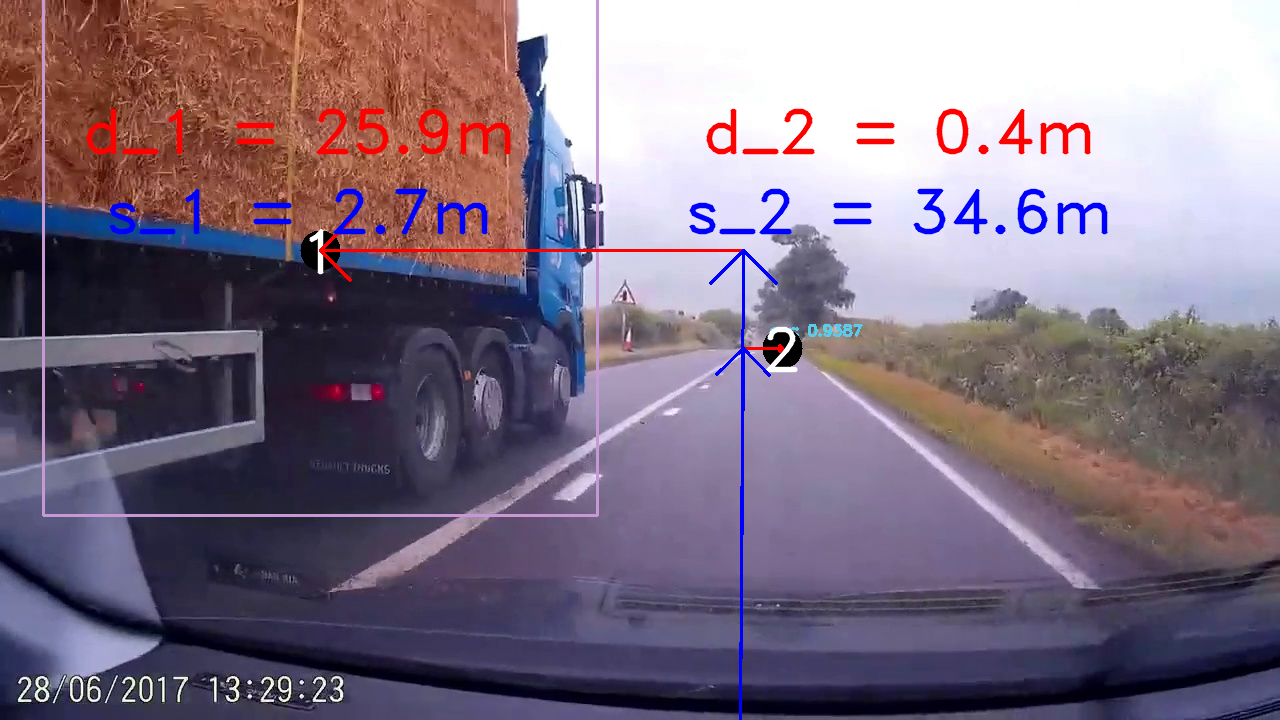 d_1 = 25.9m
d_2 = 0.4m
s_1 = 2.7m
s_2 = 34.6m
1
2
0.9587
28/06/2017 13:29:23